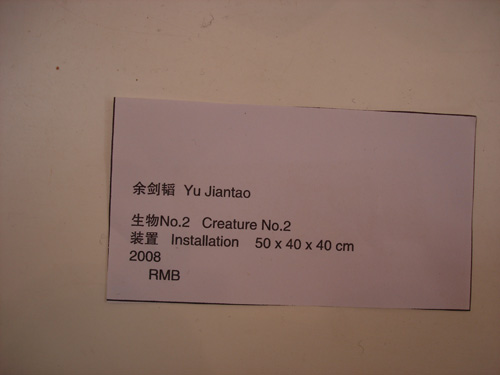 余剑韬 Yu Jiantao
生物No.2 Creature No.2
装置 Installation 50 x 40 x 40 cm
2008
RMB